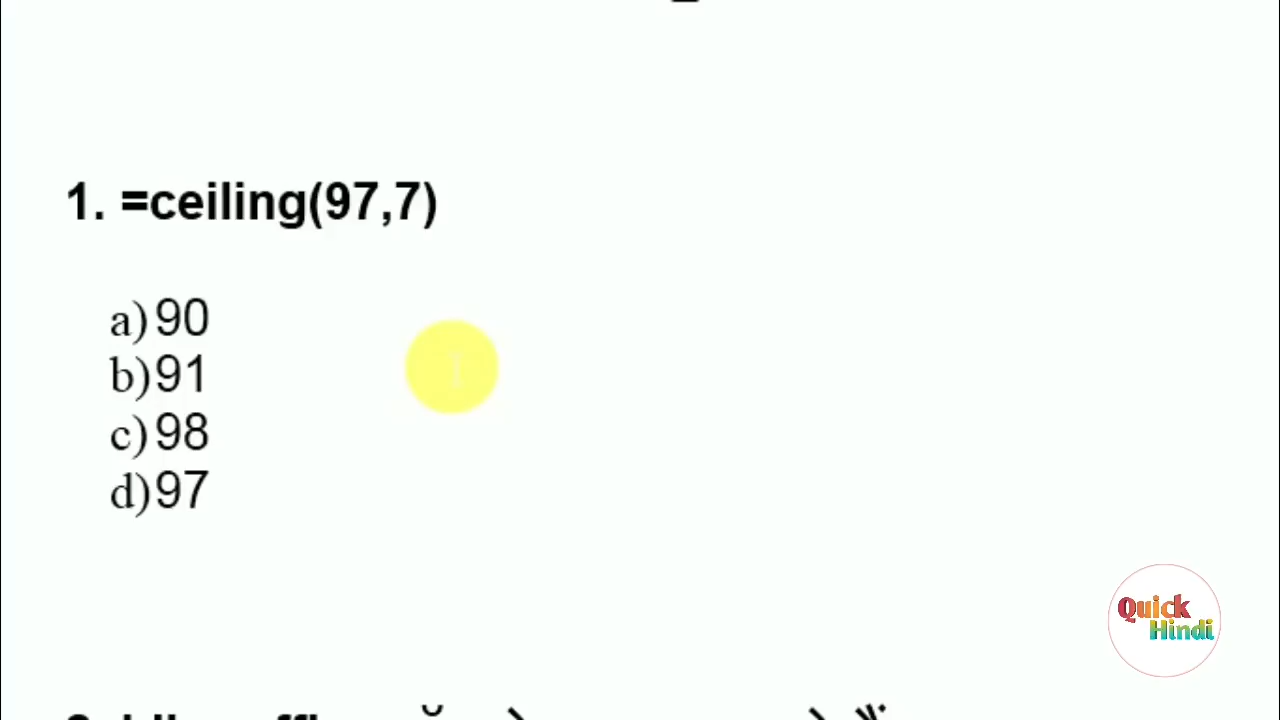 1. =ceiling(97,7)
a) 90
b) 91
c) 98
d) 97
Quick
Hindi